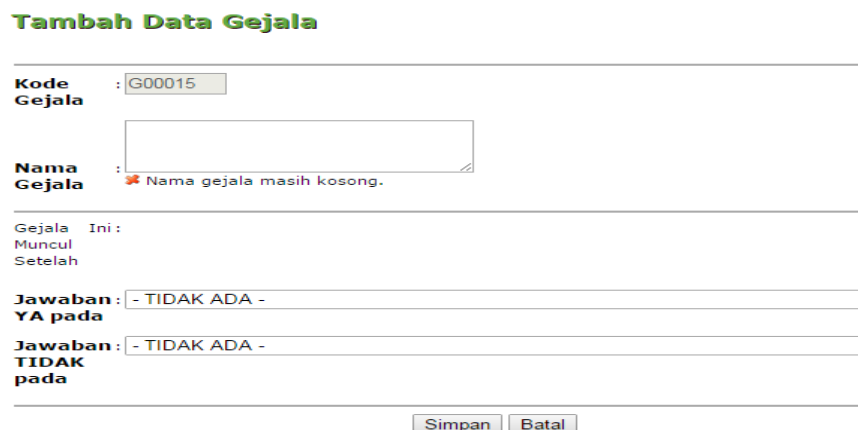 Tambah Data Gejala
Kode Gejala : G00015
Nama Gejala :
Nama gejala masih kosong.
Gejala Ini Muncul Setelah :
Jawaban YA pada : - TIDAK ADA -
Jawaban TIDAK pada : - TIDAK ADA -
Simpan Batal